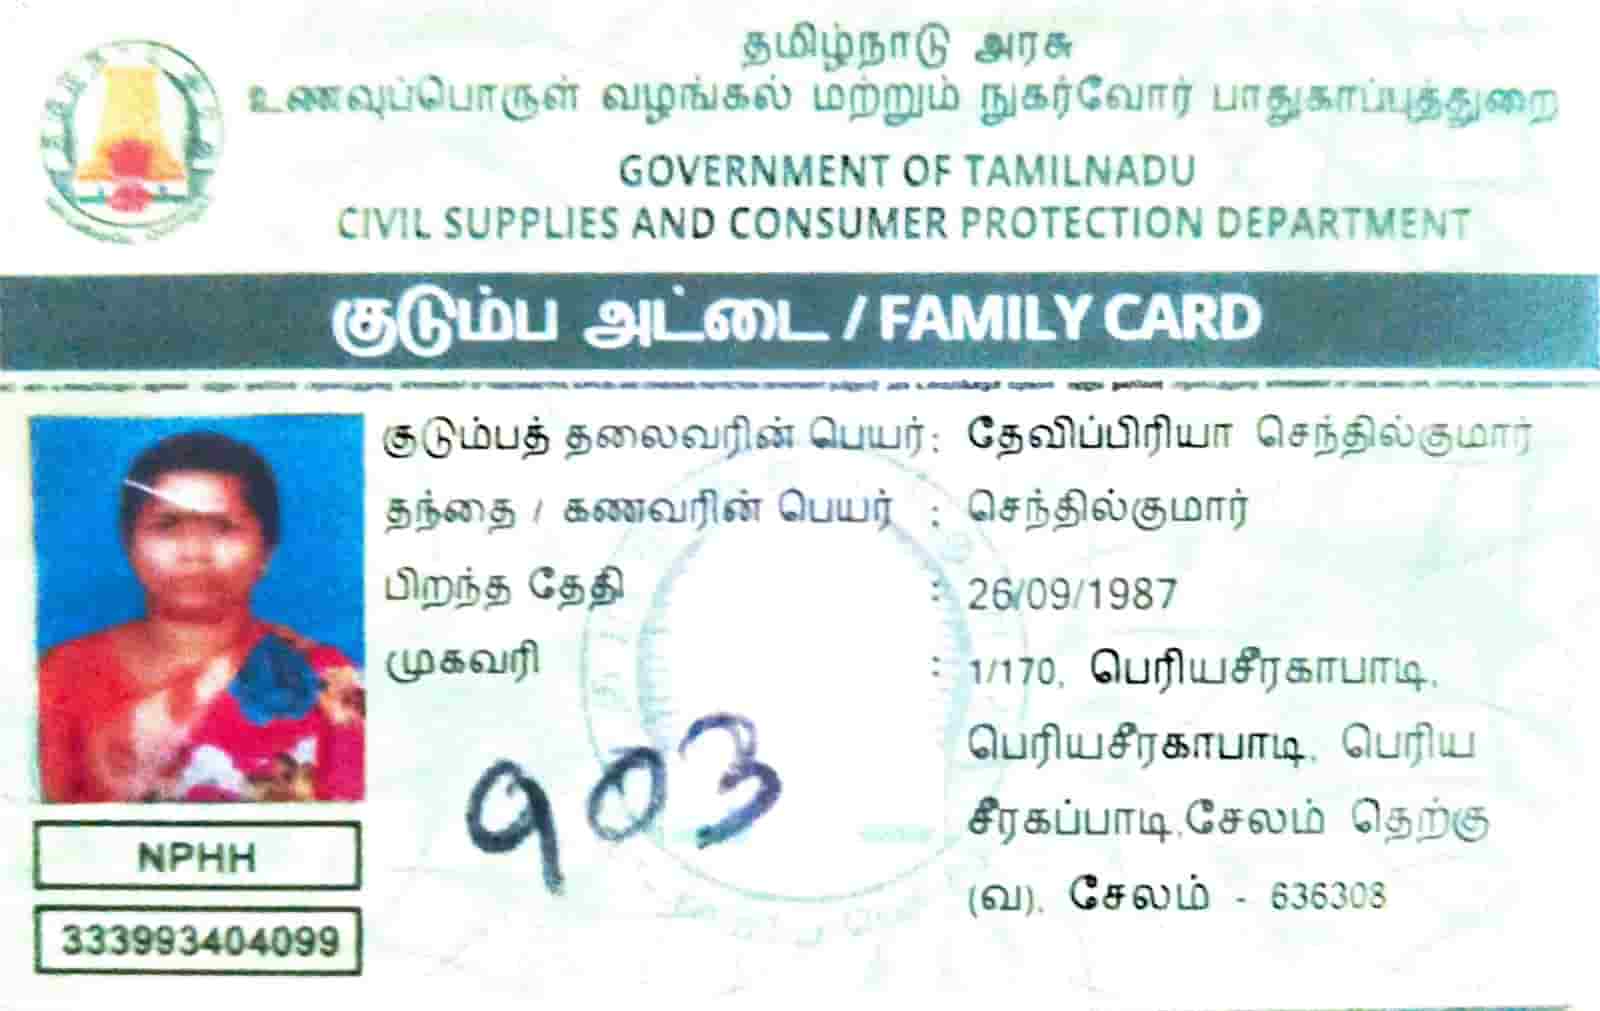 தமிழ்நாடு அரசு
உணவுப்பொருள் வழங்கல் மற்றும் நுகர்வோர் பாதுகாப்புத்துறை
GOVERNMENT OF TAMILNADU
CIVIL SUPPLIES AND CONSUMER PROTECTION DEPARTMENT
குடும்ப அட்டை / FAMILY CARD
குடும்பத் தலைவரின் பெயர் : தேவிப்பிரியா செந்தில்குமார்
தந்தை / கணவரின் பெயர் : செந்தில்குமார்
பிறந்த தேதி : 26/09/1987
முகவரி : 1/170, பெரியசீரகாபாடி,
பெரியசீரகாபாடி, பெரிய
சீரகப்பாடி,சேலம் தெற்கு
(வ), சேலம் - 636308
903
NPHH
333993404099